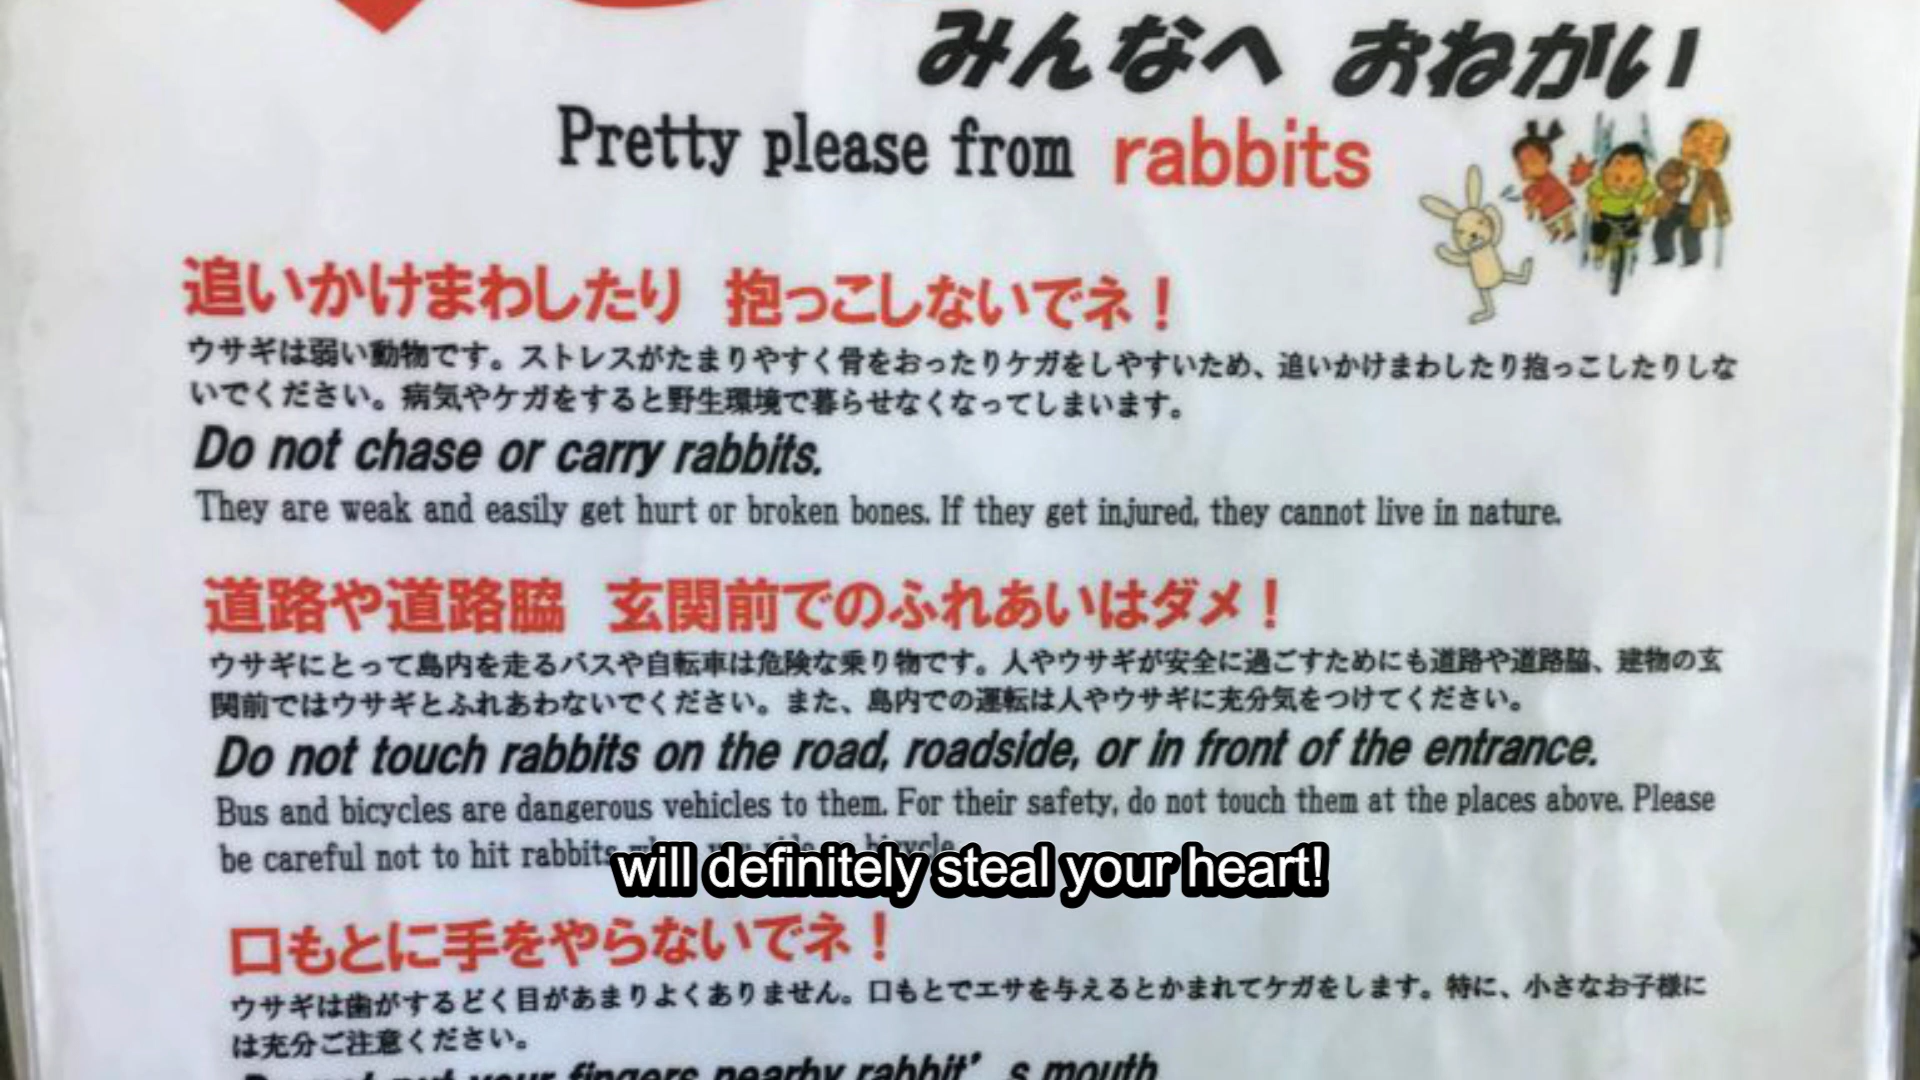 みんなへ おねがい
Pretty please from rabbits
追いかけまわしたり 抱っこしないでネ！
ウサギは弱い動物です。ストレスがたまりやすく骨をおったりケガをしやすいため、追いかけまわしたり抱っこしたりしな
いでください。病気やケガをすると野生環境で暮らせなくなってしまいます。
Do not chase or carry rabbits.
They are weak and easily get hurt or broken bones. If they get injured, they cannot live in nature.
道路や道路脇 玄関前でのふれあいはダメ！
ウサギにとって島内を走るバスや自転車は危険な乗り物です。人やウサギが安全に過ごすためにも道路や道路脇、建物の玄
関前ではウサギとふれあわないでください。また、島内での運転は人やウサギに充分気をつけてください。
Do not touch rabbits on the road, roadside, or in front of the entrance.
Bus and bicycles are dangerous vehicles to them. For their safety, do not touch them at the places above. Please
be careful not to hit rabbits bicycle
will definitely steal your heart!
口もとに手をやらないでネ！
ウサギは歯がするどく目があまりよくありません。口もとでエサを与えるとかまれてケガをします。特に、小さなお子様に
は充分ご注意ください。
Do not put your fingers nearby rabbit's mouth